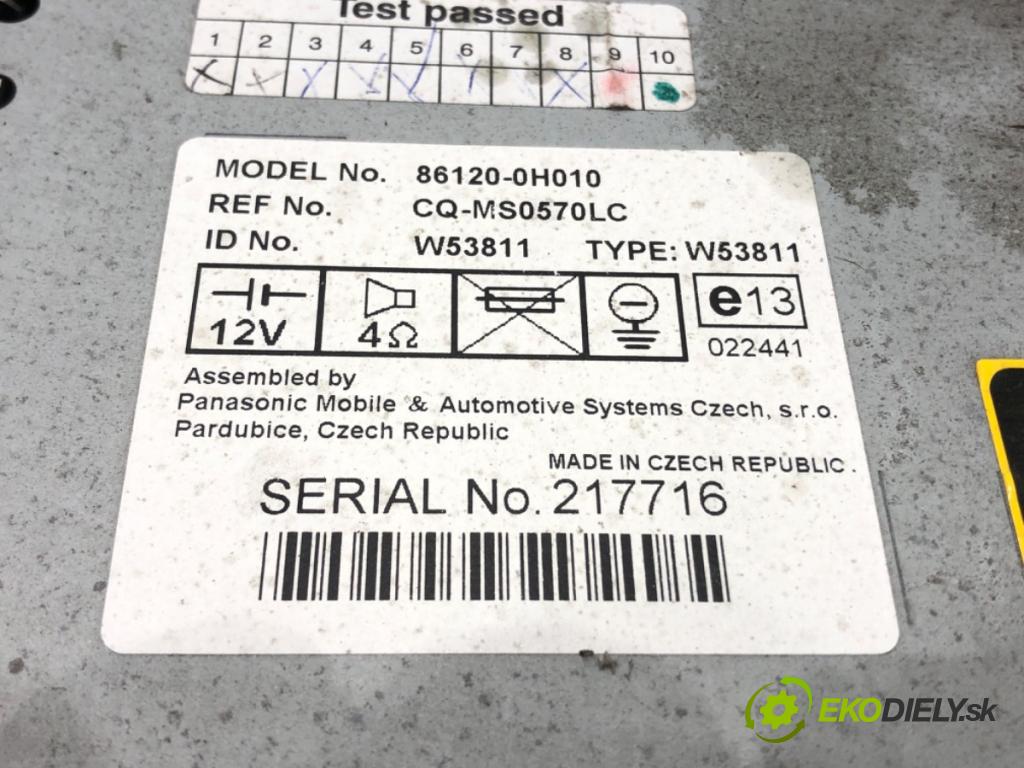 Test passed
1 2 3 4 5 6 7 8 9 10
MODEL No. 86120-0H010
REF No. CQ-MS0570LC
ID No. W53811 TYPE: W53811
12V 4Ω e13
022441
Assembled by
Panasonic Mobile & Automotive Systems Czech, s.r.o.
Pardubice, Czech Republic
MADE IN CZECH REPUBLIC.
SERIAL No. 217716
EKODIELY.sk